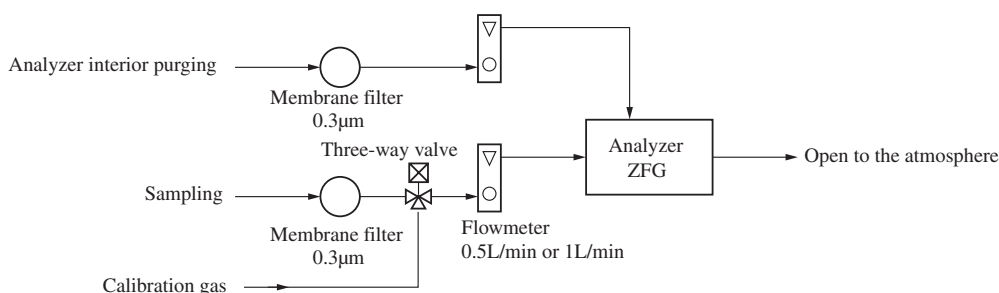 Analyzer interior purging
Membrane filter
0.3μm
Three-way valve
Sampling
Membrane filter
0.3μm
Flowmeter
0.5L/min or 1L/min
Calibration gas
Analyzer
ZFG
Open to the atmosphere